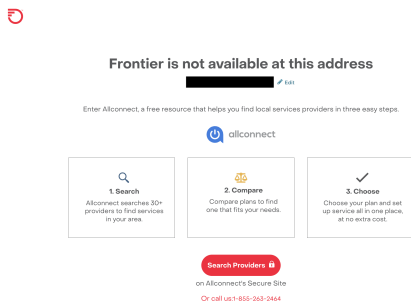 Frontier is not available at this address
Edit
Enter Allconnect, a free resource that helps you find local services providers in three easy steps.
allconnect
1. Search
Allconnect searches 30+
providers to find services
in your area.
2. Compare
Compare plans to find
one that fits your needs.
3. Choose
Choose your plan and set
up service all in one place,
at no extra cost.
Search Providers
on Allconnect's Secure Site
Or call us:1-855-263-2464